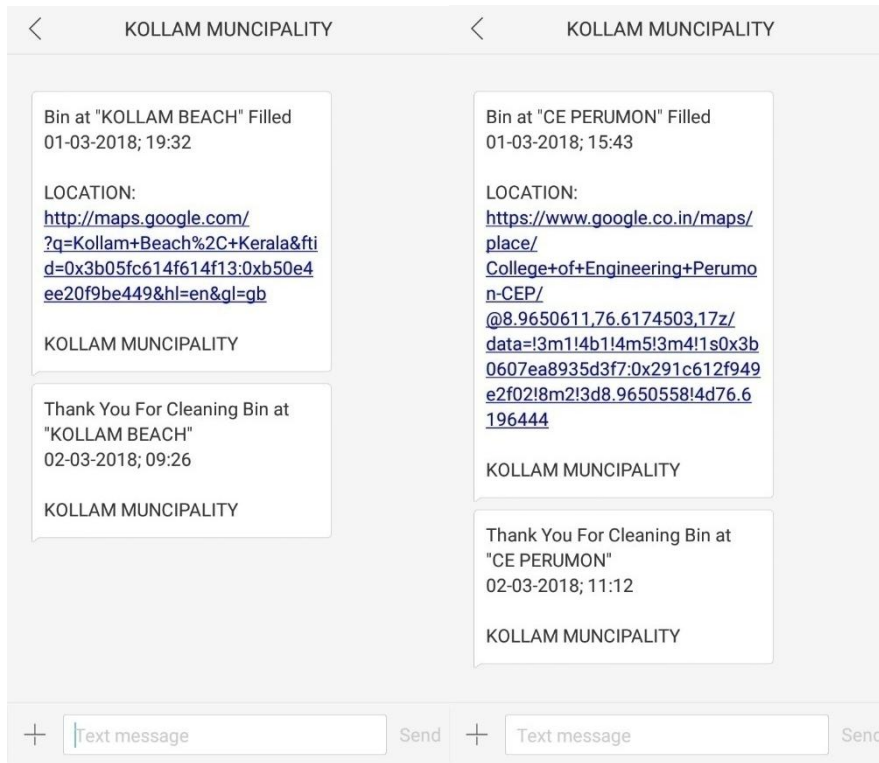 KOLLAM MUNCIPALITY
Bin at "KOLLAM BEACH" Filled
01-03-2018; 19:32
LOCATION:
http://maps.google.com/
?q=Kollam+Beach%2C+Kerala&fti
d=0x3b05fc614f614f13:0xb50e4
ee20f9be449&hl=en&gl=gb
KOLLAM MUNCIPALITY
Thank You For Cleaning Bin at
"KOLLAM BEACH"
02-03-2018; 09:26
KOLLAM MUNCIPALITY
Text message
Send
KOLLAM MUNCIPALITY
Bin at "CE PERUMON" Filled
01-03-2018; 15:43
LOCATION:
https://www.google.co.in/maps/
place/
College+of+Engineering+Perumo
n-CEP/
@8.9650611,76.6174503,17z/
data=!3m1!4b1!4m5!3m4!1s0x3b
0607ea8935d3f7:0x291c612f949
e2f02!8m2!3d8.9650558!4d76.6
196444
KOLLAM MUNCIPALITY
Thank You For Cleaning Bin at
"CE PERUMON"
02-03-2018; 11:12
KOLLAM MUNCIPALITY
Text message
Send